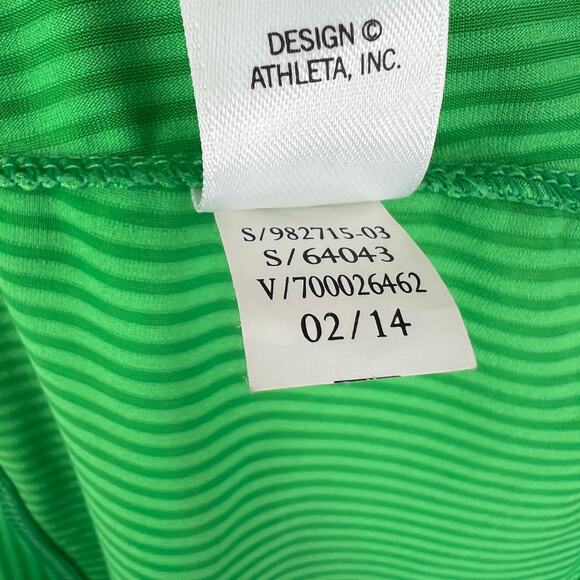 DESIGN ©
ATHLETA, INC.
S/982715-03
S/64043
V/700026462
02/14